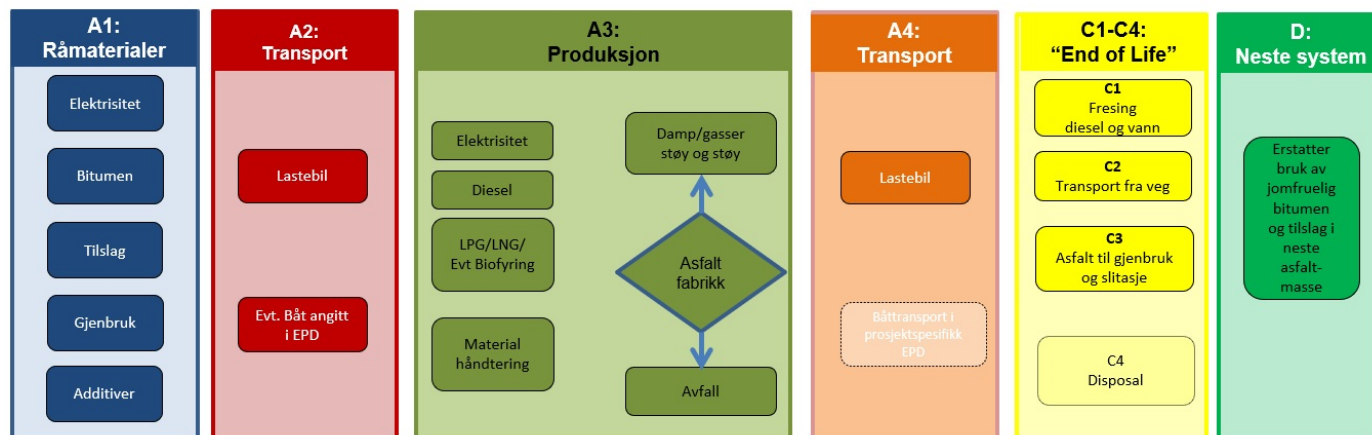 A1:
Råmaterialer
Elektrisitet
Bitumen
Tilslag
Gjenbruk
Additiver
A2:
Transport
Lastebil
Evt. Båt angitt
i EPD
A3:
Produksjon
Elektrisitet
Diesel
LPG/LNG/
Evt Biofyring
Material
håndtering
Damp/gasser
støy og støy
Asfalt
fabrikk
Avfall
A4:
Transport
Lastebil
Båttransport i
prosjektspesifikk
EPD
C1-C4:
“End of Life”
C1
Fresing
diesel og vann
C2
Transport fra veg
C3
Asfalt til gjenbruk
og slitasje
C4
Disposal
D:
Neste system
Erstatter
bruk av
jomfruelig
bitumen
og tilslag i
neste
asfalt-
masse